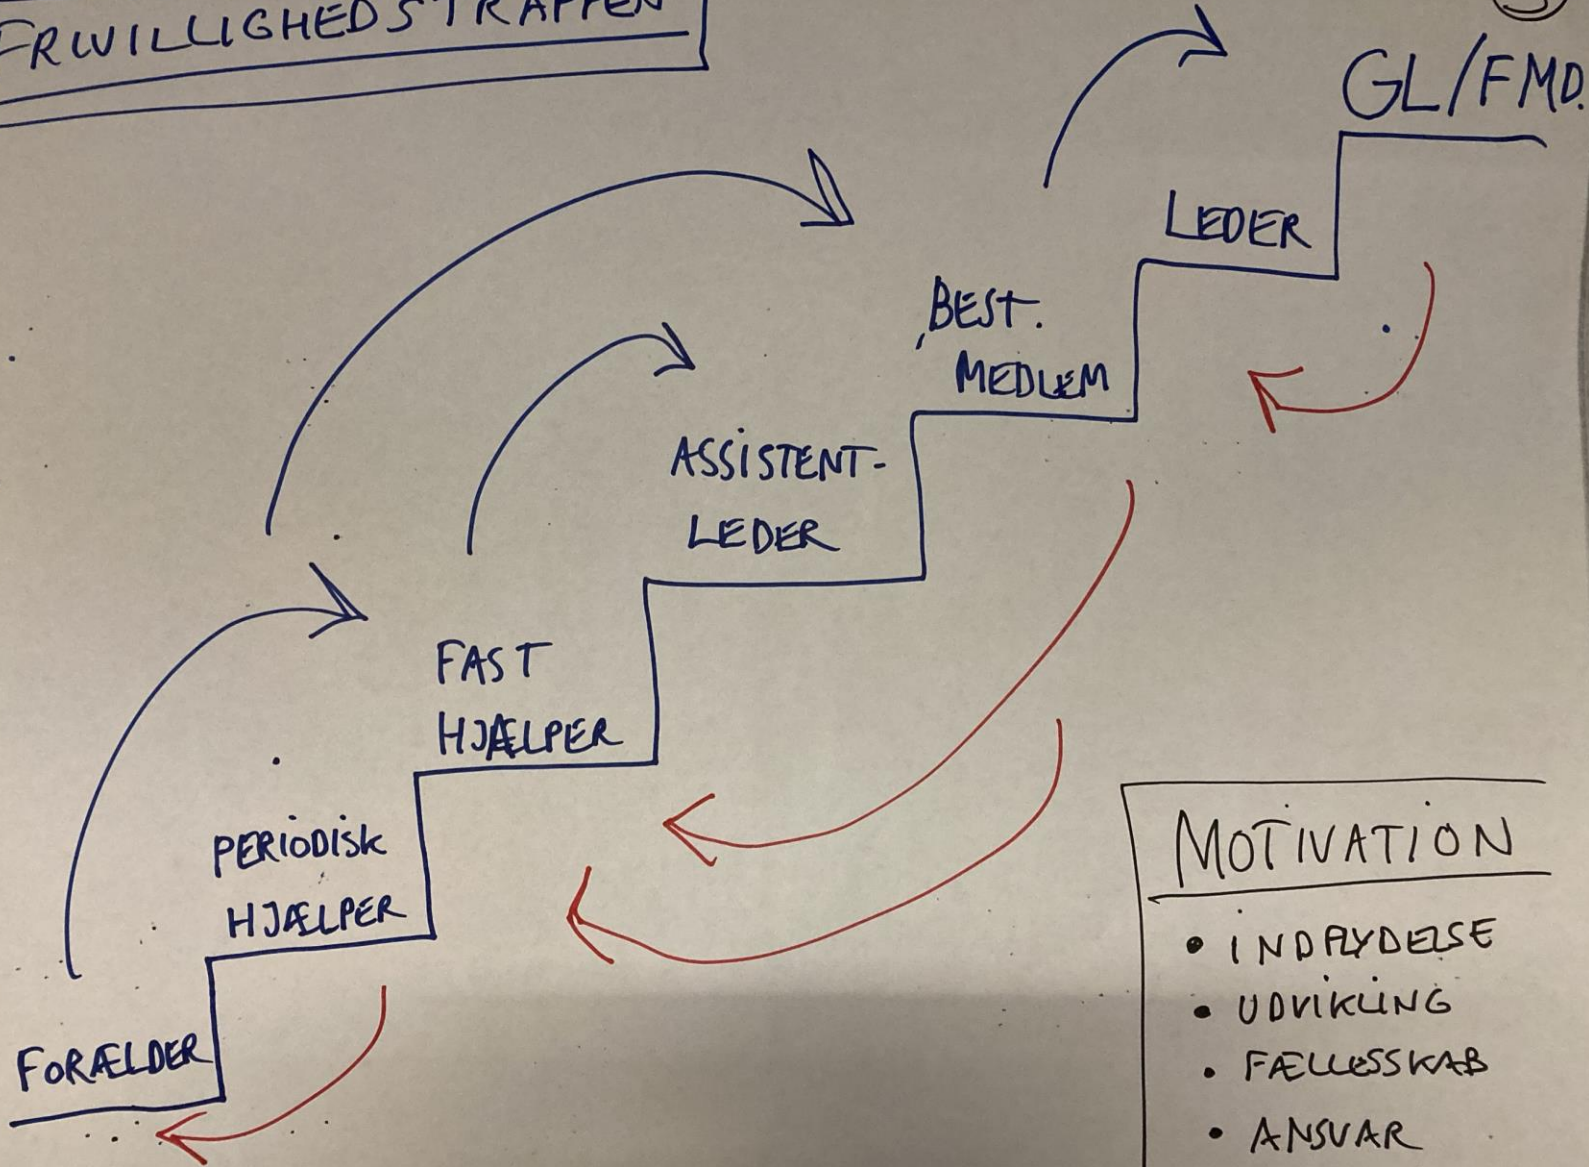 FRIVILLIGHEDSTRAPPEN
GL/FMD.
LEDER
BEST.
MEDLEM
ASSISTENT-
LEDER
FAST
HJÆLPER
PERIODISK
HJÆLPER
FORÆLDER
MOTIVATION
• INDFLYDELSE
• UDVIKLING
• FÆLLESSKAB
• ANSVAR